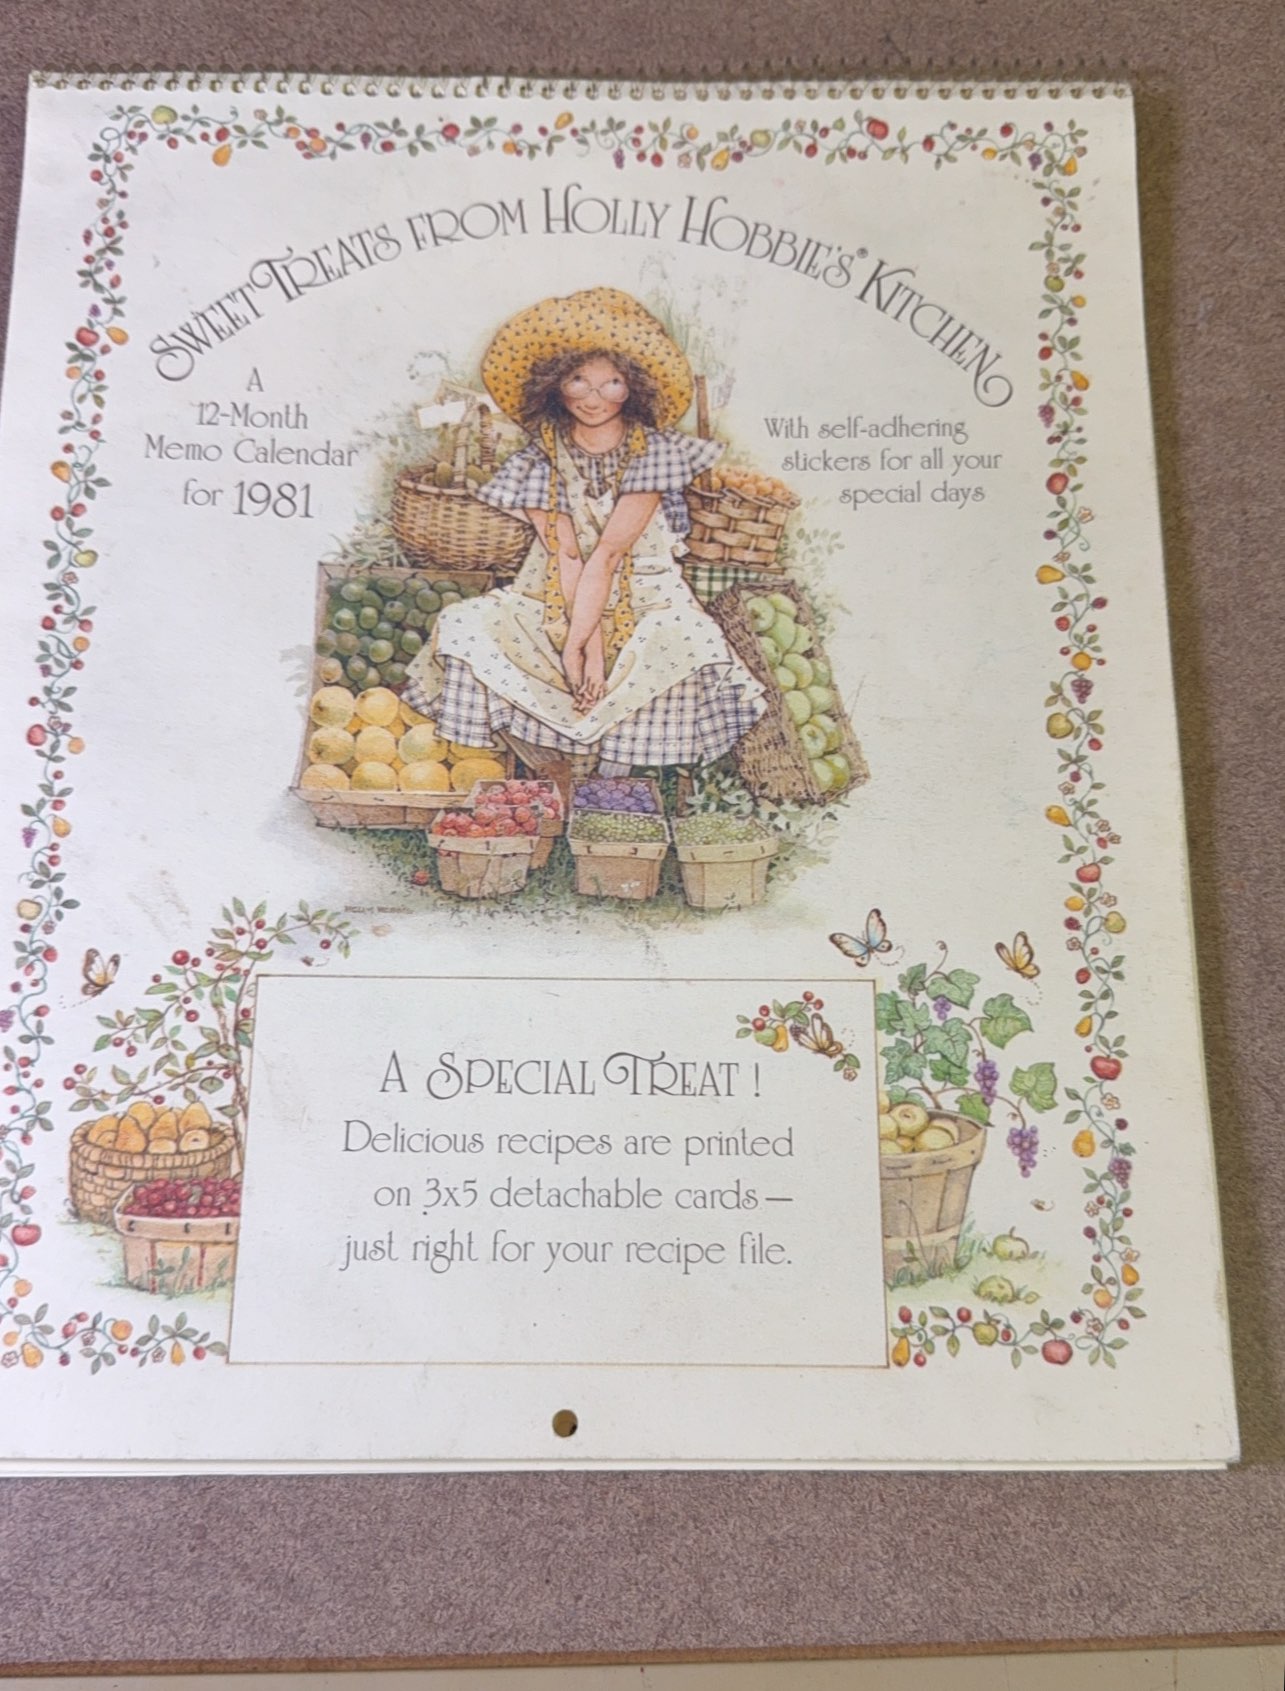 Sweet Treats from Holly Hobbie's® Kitchen
A
12-Month
Memo Calendar
for 1981
With self-adhering
stickers for all your
special days
A Special Treat!
Delicious recipes are printed
on 3x5 detachable cards—
just right for your recipe file.